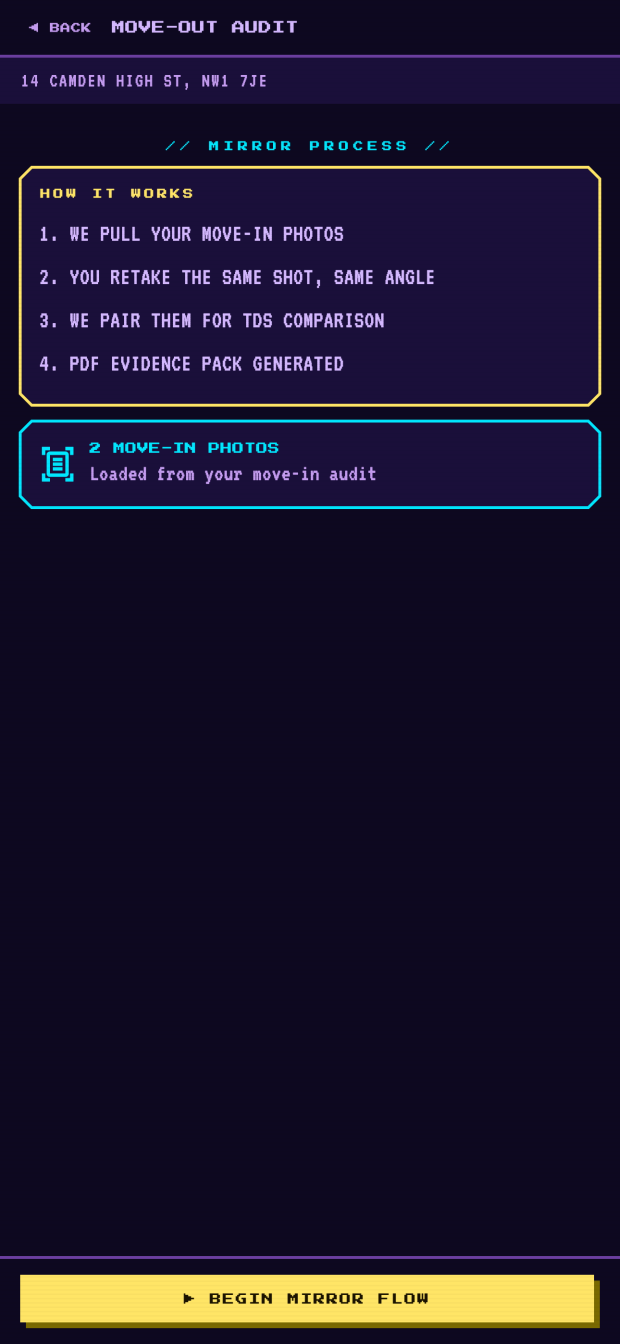 ◄ BACK MOVE-OUT AUDIT
14 CAMDEN HIGH ST, NW1 7JE
// MIRROR PROCESS //
HOW IT WORKS
1. WE PULL YOUR MOVE-IN PHOTOS
2. YOU RETAKE THE SAME SHOT, SAME ANGLE
3. WE PAIR THEM FOR TDS COMPARISON
4. PDF EVIDENCE PACK GENERATED
2 MOVE-IN PHOTOS
Loaded from your move-in audit
► BEGIN MIRROR FLOW